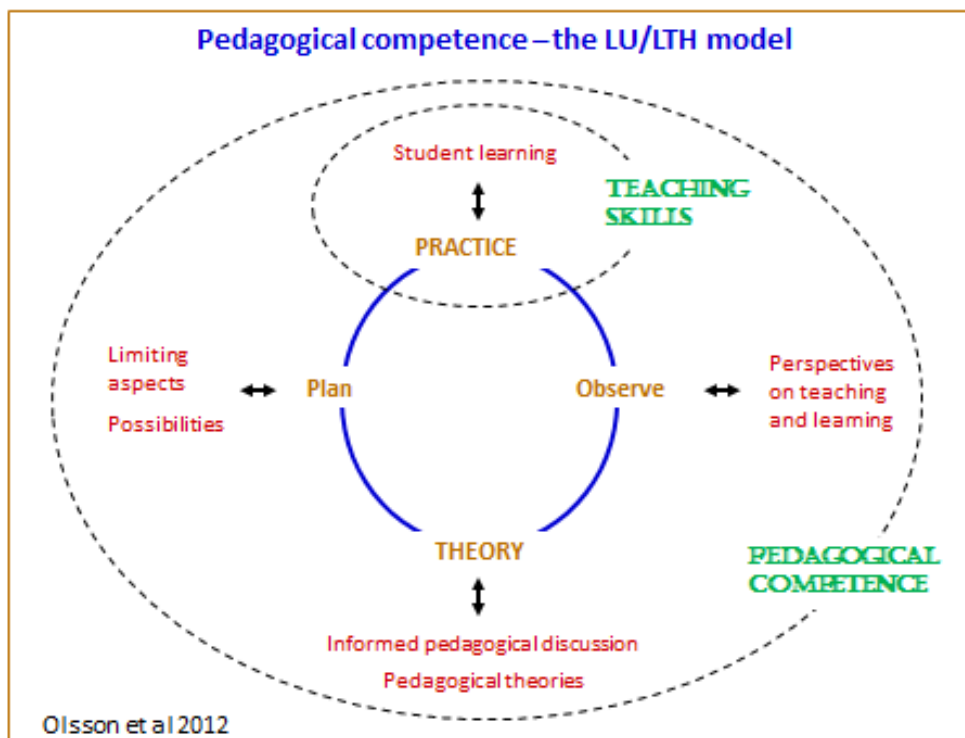 Pedagogical competence – the LU/LTH model
Student learning
TEACHING
SKILLS
PRACTICE
Limiting
aspects
Possibilities
Plan
Observe
Perspectives
on teaching
and learning
THEORY
PEDAGOGICAL
COMPETENCE
Informed pedagogical discussion
Pedagogical theories
Olsson et al 2012